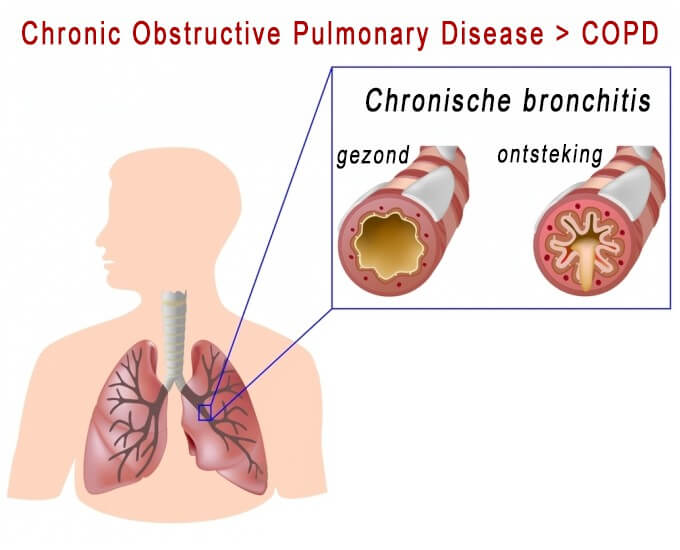 Chronic Obstructive Pulmonary Disease > COPD
Chronische bronchitis
gezond
ontsteking